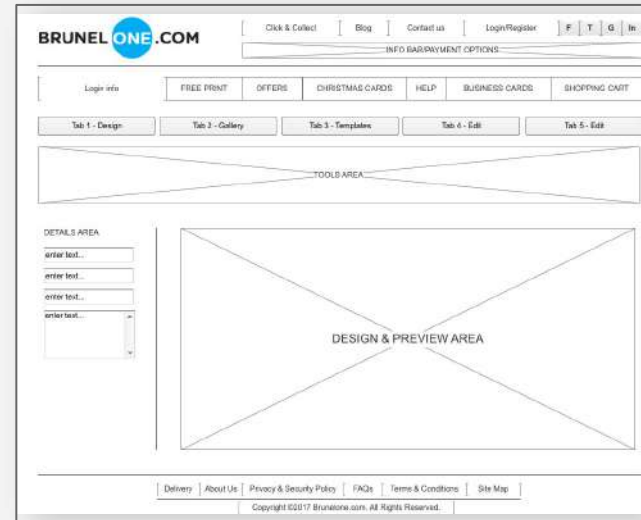 BRUNEL ONE .COM
Click & Collect Blog Contact us Login/Register F T G In
INFO BAR/PAYMENT OPTIONS
Login info FREE PRINT OFFERS CHRISTMAS CARDS HELP BUSINESS CARDS SHOPPING CART
Tab 1 - Design Tab 2 - Gallery Tab 3 - Templates Tab 4 - Edit Tab 5 - Edit
TOOLS AREA
DETAILS AREA
enter text...
enter text...
enter text...
enter text...
DESIGN & PREVIEW AREA
Delivery About Us Privacy & Security Policy FAQs Terms & Conditions Site Map
Copyright ©2017 Brunelone.com. All Rights Reserved.